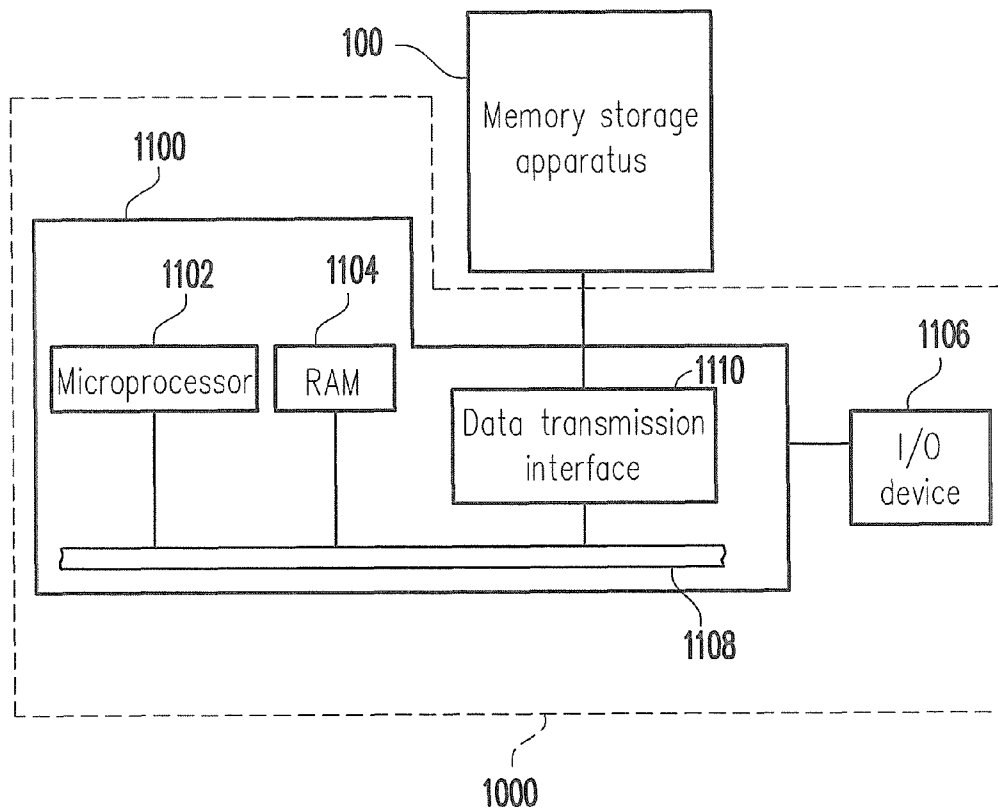 100
Memory storage
apparatus
1100
1102
1104
1106
1110
Microprocessor
RAM
Data transmission
interface
I/O
device
1108
1000